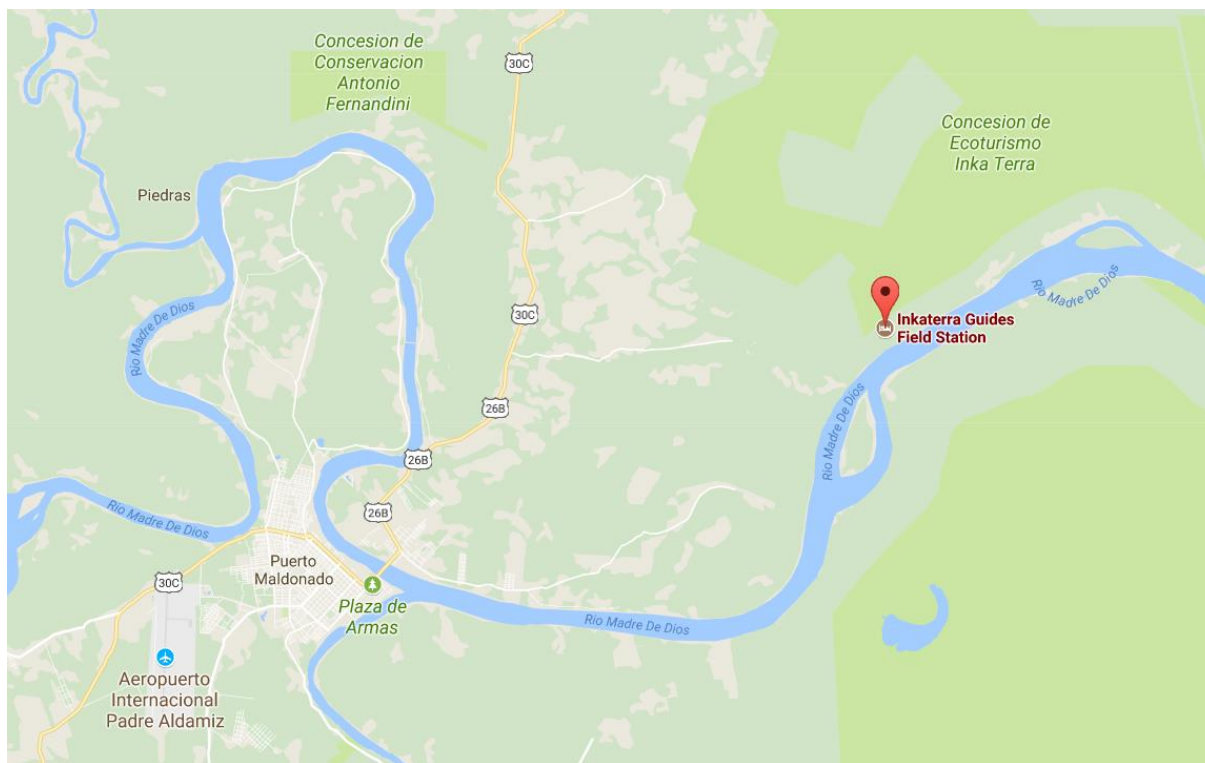 30C
Concesion de
Conservacion
Antonio
Fernandini
Concesion de
Ecoturismo
Inka Terra
Piedras
Rio Madre De Dios
Rio Madre De Dios
30C
Inkaterra Guides
Field Station
26B
Rio Madre De Dios
26B
26B
Rio Madre De Dios
Puerto
Maldonado
30C
Plaza de
Armas
Rio Madre De Dios
Aeropuerto
Internacional
Padre Aldamiz